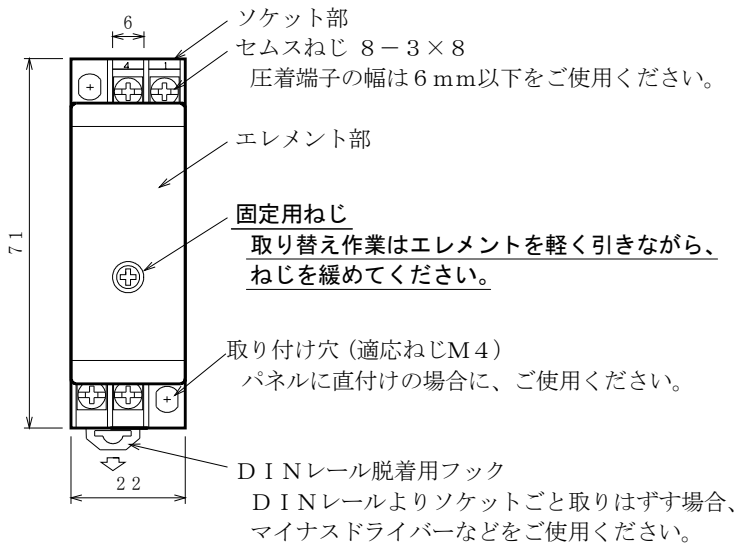 6
ソケット部
セムスねじ 8-3×8
圧着端子の幅は6mm以下をご使用ください。
4 1
エレメント部
71
固定用ねじ
取り替え作業はエレメントを軽く引きながら、
ねじを緩めてください。
取り付け穴(適応ねじM4)
パネルに直付けの場合に、ご使用ください。
DINレール脱着用フック
22
DINレールよりソケットごと取りはずす場合、
マイナスドライバーなどをご使用ください。